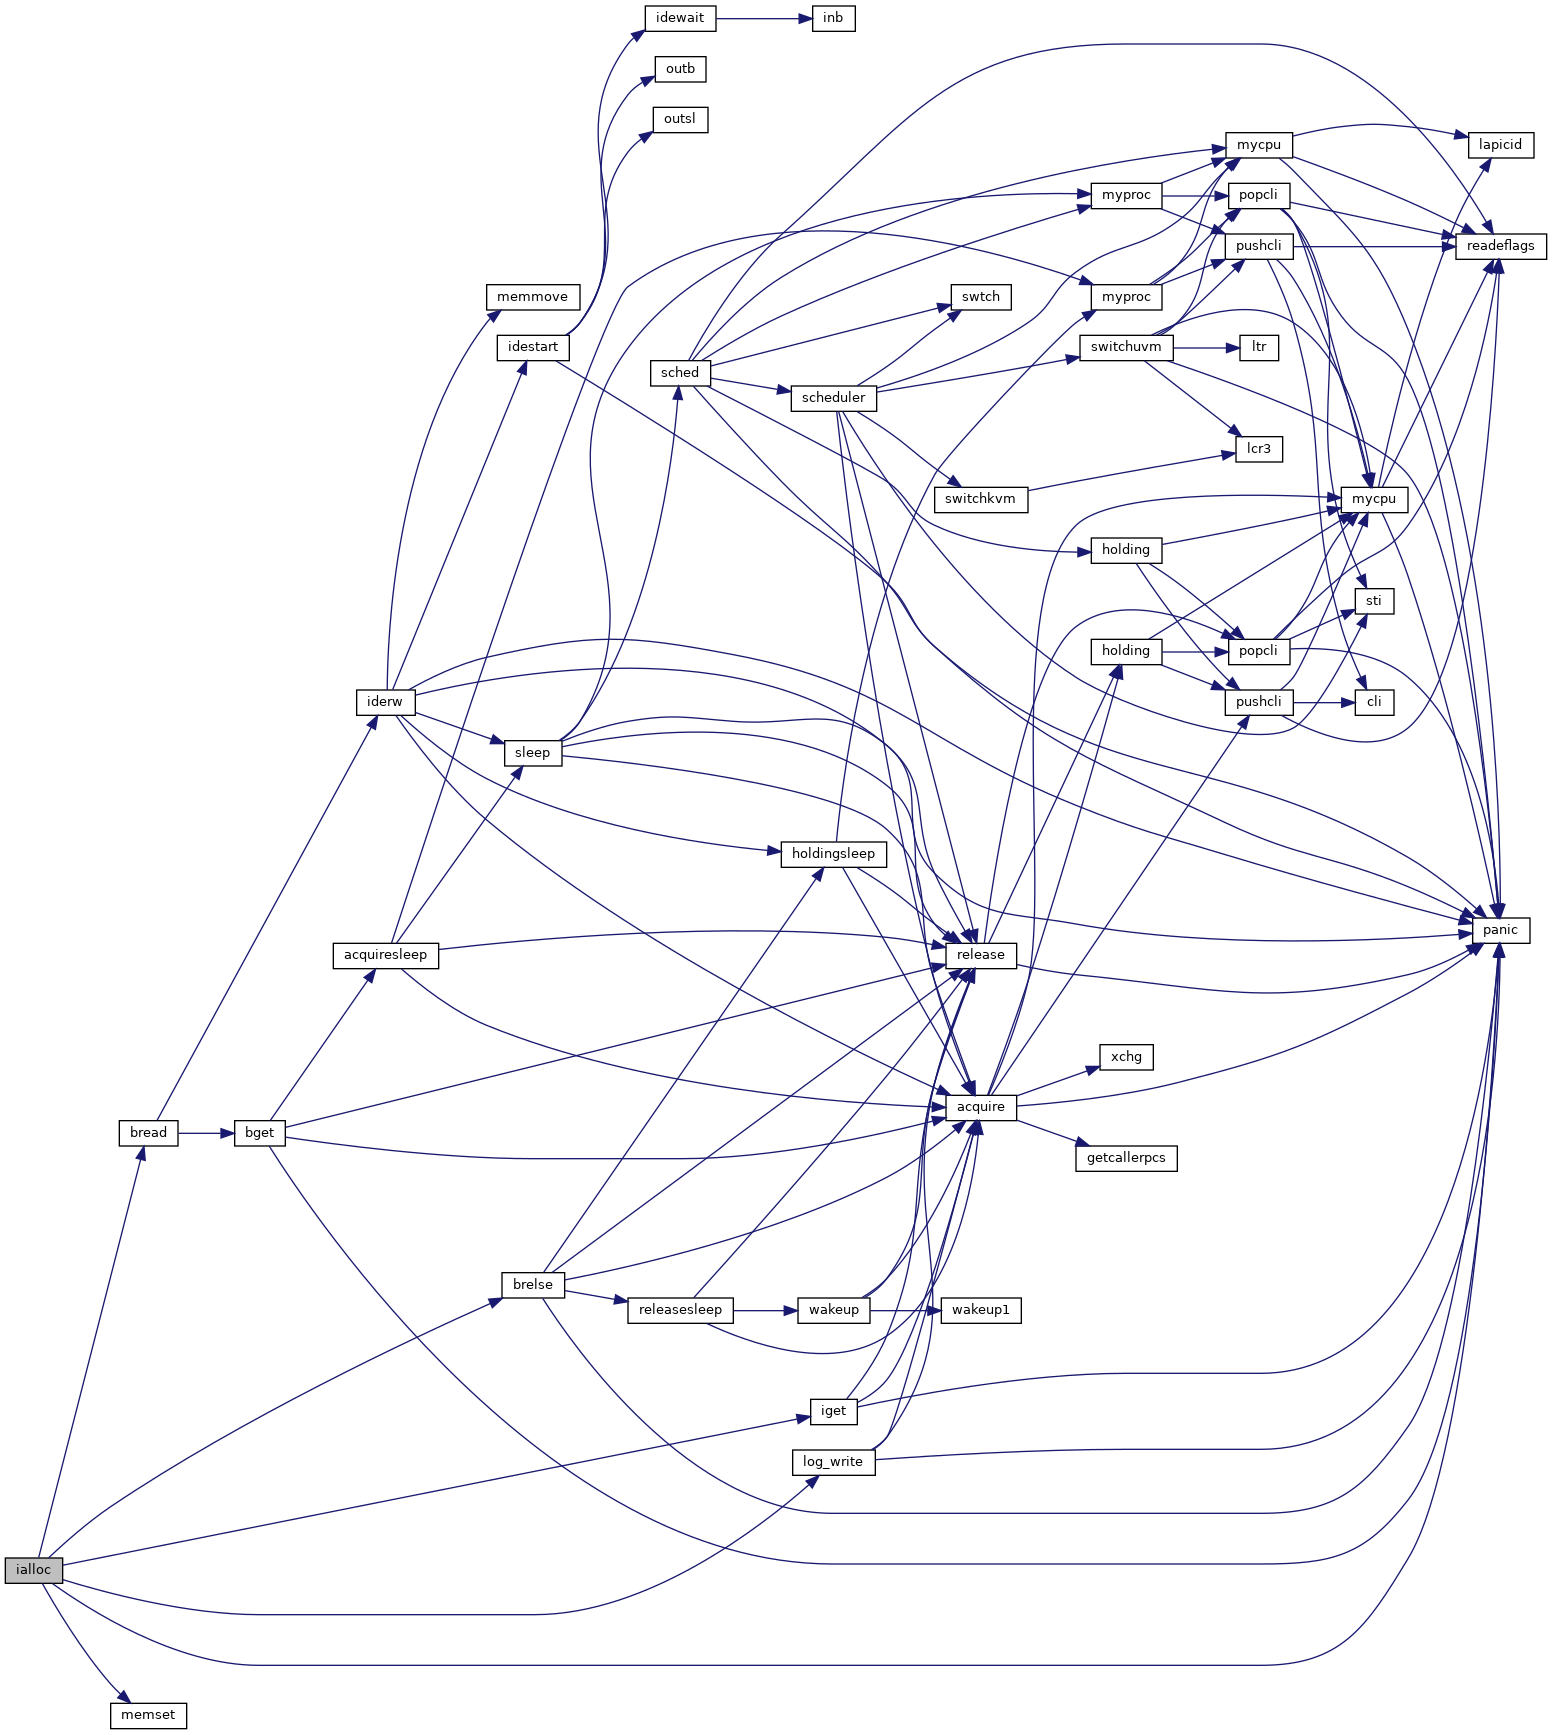 idewait
inb
outb
outsl
mycpu
lapicid
myproc
popcli
pushcli
readeflags
memmove
swtch
myproc
idestart
switchuvm
ltr
sched
scheduler
lcr3
switchkvm
mycpu
holding
sti
holding
popcli
iderw
pushcli
cli
sleep
holdingsleep
panic
acquiresleep
release
xchg
acquire
bread
bget
getcallerpcs
brelse
releasesleep
wakeup
wakeup1
iget
log_write
ialloc
memset